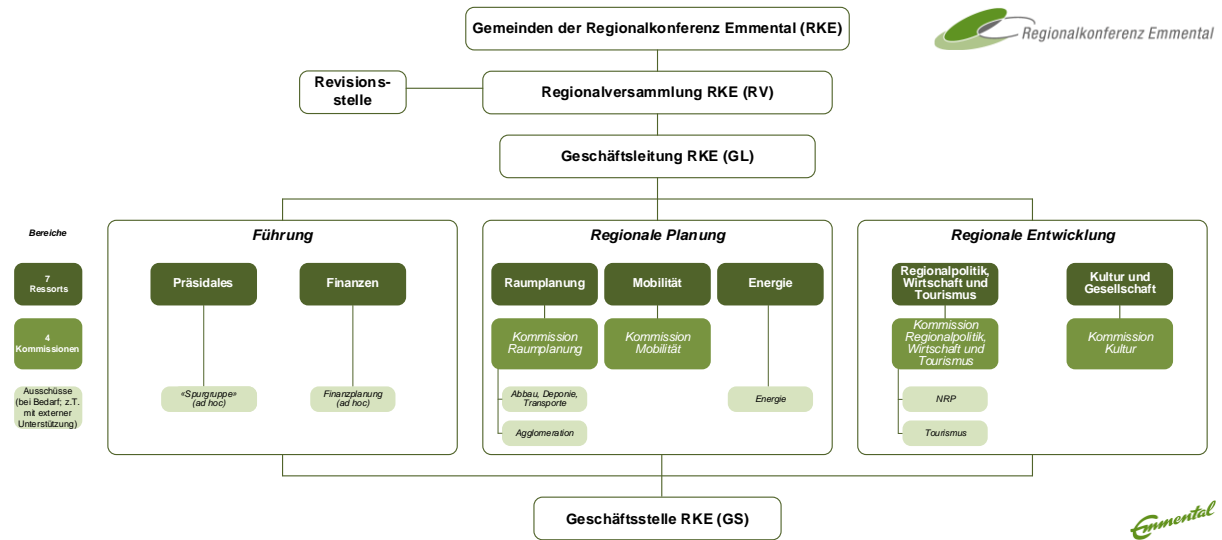 Gemeinden der Regionalkonferenz Emmental (RKE)
Regionalkonferenz Emmental
Revisions-
stelle
Regionalversammlung RKE (RV)
Geschäftsleitung RKE (GL)
Bereiche
7
Ressorts
4
Kommissionen
Ausschüsse
(bei Bedarf; z.T.
mit externer
Unterstützung)
Führung
Präsidales
Finanzen
«Spurgruppe»
(ad hoc)
Finanzplanung
(ad hoc)
Regionale Planung
Raumplanung
Mobilität
Energie
Kommission
Raumplanung
Kommission
Mobilität
Abbau, Deponie,
Transporte
Energie
Agglomeration
Regionale Entwicklung
Regionalpolitik,
Wirtschaft und
Tourismus
Kultur und
Gesellschaft
Kommission
Regionalpolitik,
Wirtschaft und
Tourismus
Kommission
Kultur
NRP
Tourismus
Geschäftsstelle RKE (GS)
Emmental